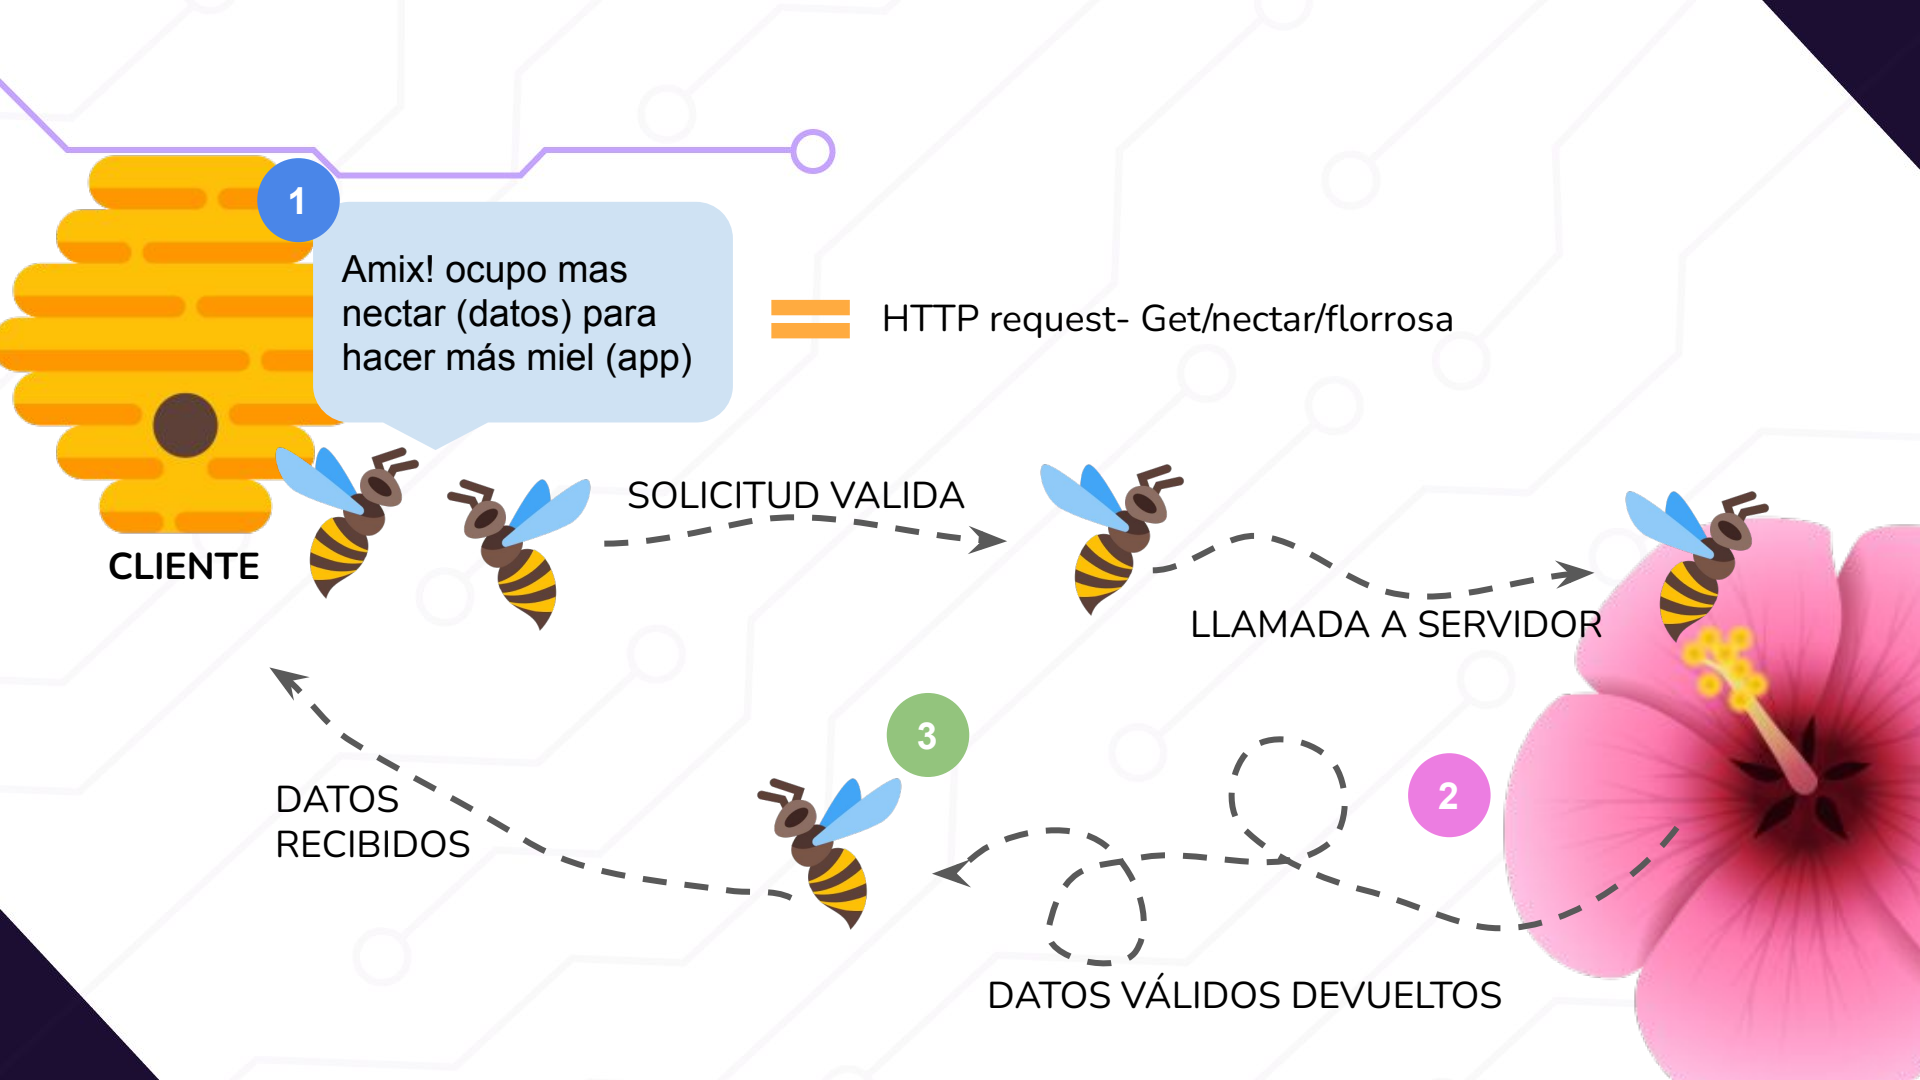 1
Amix! ocupo mas
nectar (datos) para
hacer más miel (app)
HTTP request- Get/nectar/florrosa
SOLICITUD VALIDA
CLIENTE
LLAMADA A SERVIDOR
3
2
DATOS
RECIBIDOS
DATOS VÁLIDOS DEVUELTOS